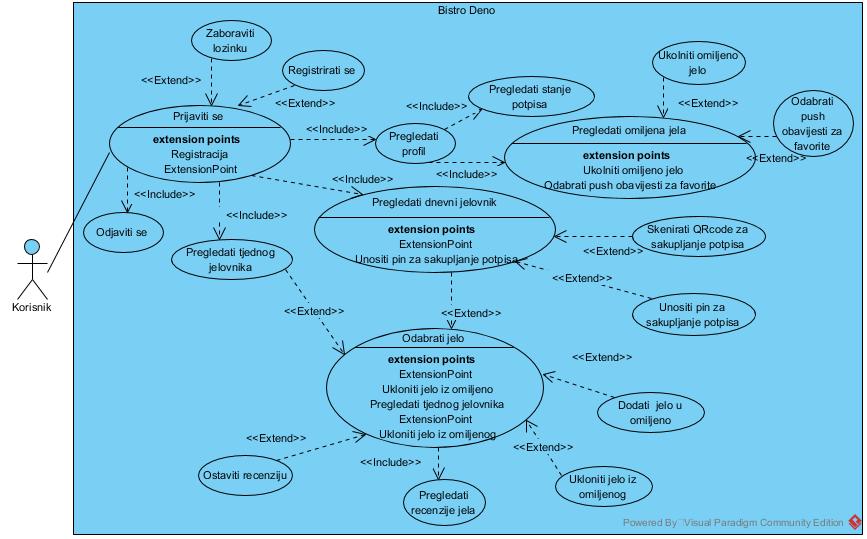 Bistro Deno
Zaboraviti
lozinku
<<Extend>>
Registrirati se
<<Extend>>
Prijaviti se
extension points
Registracija
ExtensionPoint
<<Include>>
Pregledati
profil
<<Include>>
Pregledati stanje
potpisa
<<Include>>
Ukolniti omiljeno
jelo
<<Extend>>
Odabrati
push
obavijesti za
favorite
<<Extend>>
Pregledati omiljena jela
extension points
Ukolniti omiljeno jelo
Odabrati push obavijesti za favorite
<<Include>>
Odjaviti se
<<Include>>
Pregledati tjednog
jelovnika
<<Include>>
Pregledati dnevni jelovnik
extension points
ExtensionPoint
Unositi pin za sakupljanje potpisa
Skenirati QRcode za
sakupljanje potpisa
<<Extend>>
<<Extend>>
Unositi pin za
sakupljanje potpisa
Korisnik
<<Extend>>
<<Extend>>
Odabrati jelo
extension points
ExtensionPoint
Ukloniti jelo iz omiljeno
Pregledati tjednog jelovnika
ExtensionPoint
Ukloniti jelo iz omiljenog
<<Extend>>
Dodati jelo u
omiljeno
<<Extend>>
Ostaviti recenziju
<<Include>>
Pregledati
recenzije jela
<<Extend>>
Ukloniti jelo iz
omiljenog
Powered By Visual Paradigm Community Edition